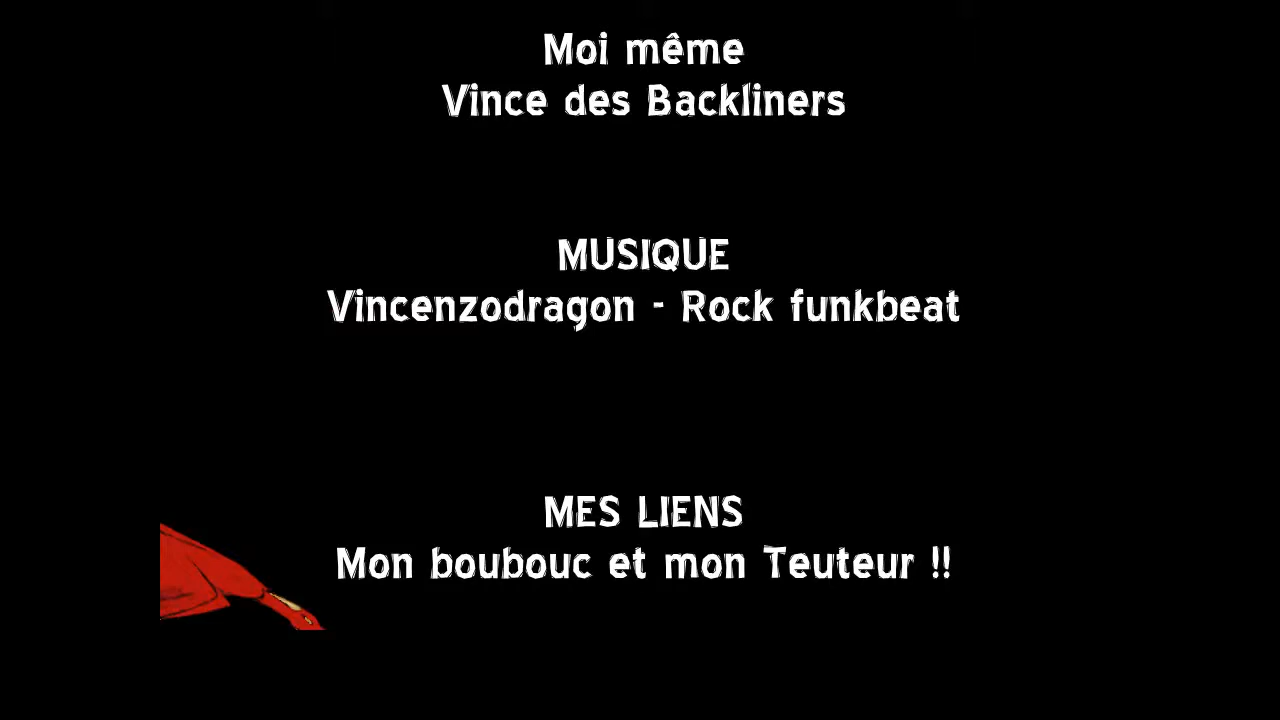 Moi même
Vince des Backliners
MUSIQUE
Vincenzodragon - Rock funkbeat
MES LIENS
Mon boubouc et mon Teuteur !!